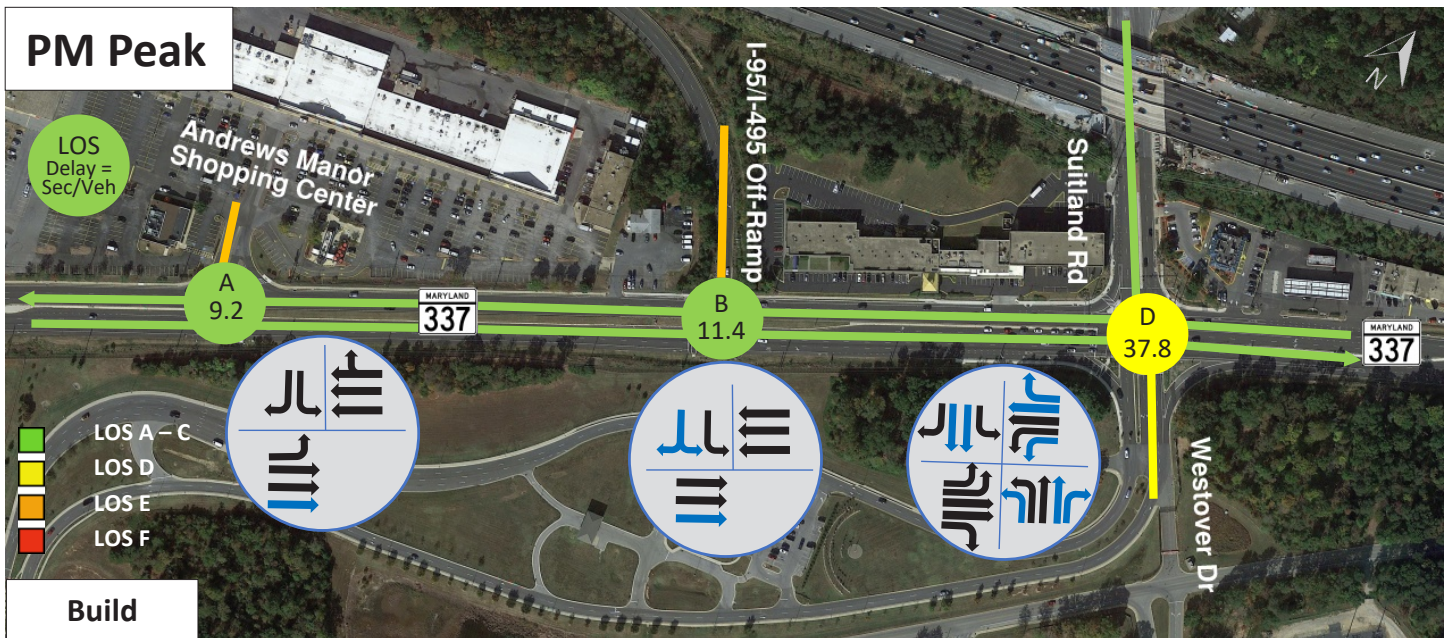 PM Peak
LOS
Delay =
Sec/Veh
Andrews Manor
Shopping Center
I-95/I-495 Off-Ramp
Suitland Rd
N
A
9.2
MARYLAND
337
B
11.4
D
37.8
MARYLAND
337
LOS A – C
LOS D
LOS E
LOS F
Westover Dr
Build